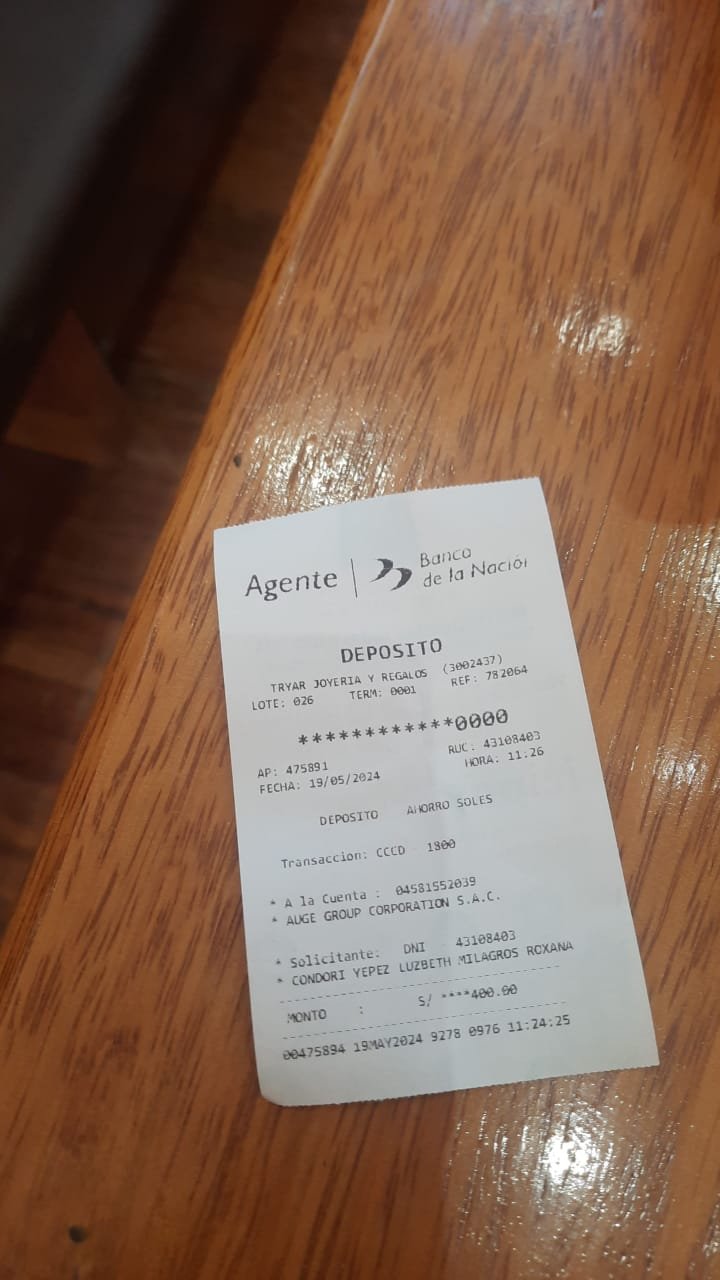 Agente | Banco
de la Nación
DEPOSITO
TRYAR JOYERIA Y REGALOS (3002437)
LOTE: 026 TERM: 0001 REF: 782064
************0000
AP: 475891 RUC: 43108403
FECHA: 19/05/2024 HORA: 11:26
DEPOSITO AHORRO SOLES
Transaccion: CCCD 1800
* A la Cuenta : 04581552039
* AUGE GROUP CORPORATION S.A.C.
* Solicitante: DNI 43108403
* CONDORI YEPEZ LUZBETH MILAGROS ROXANA
MONTO : S/ ****400.00
00475894 19MAY2024 9278 0976 11:24:25